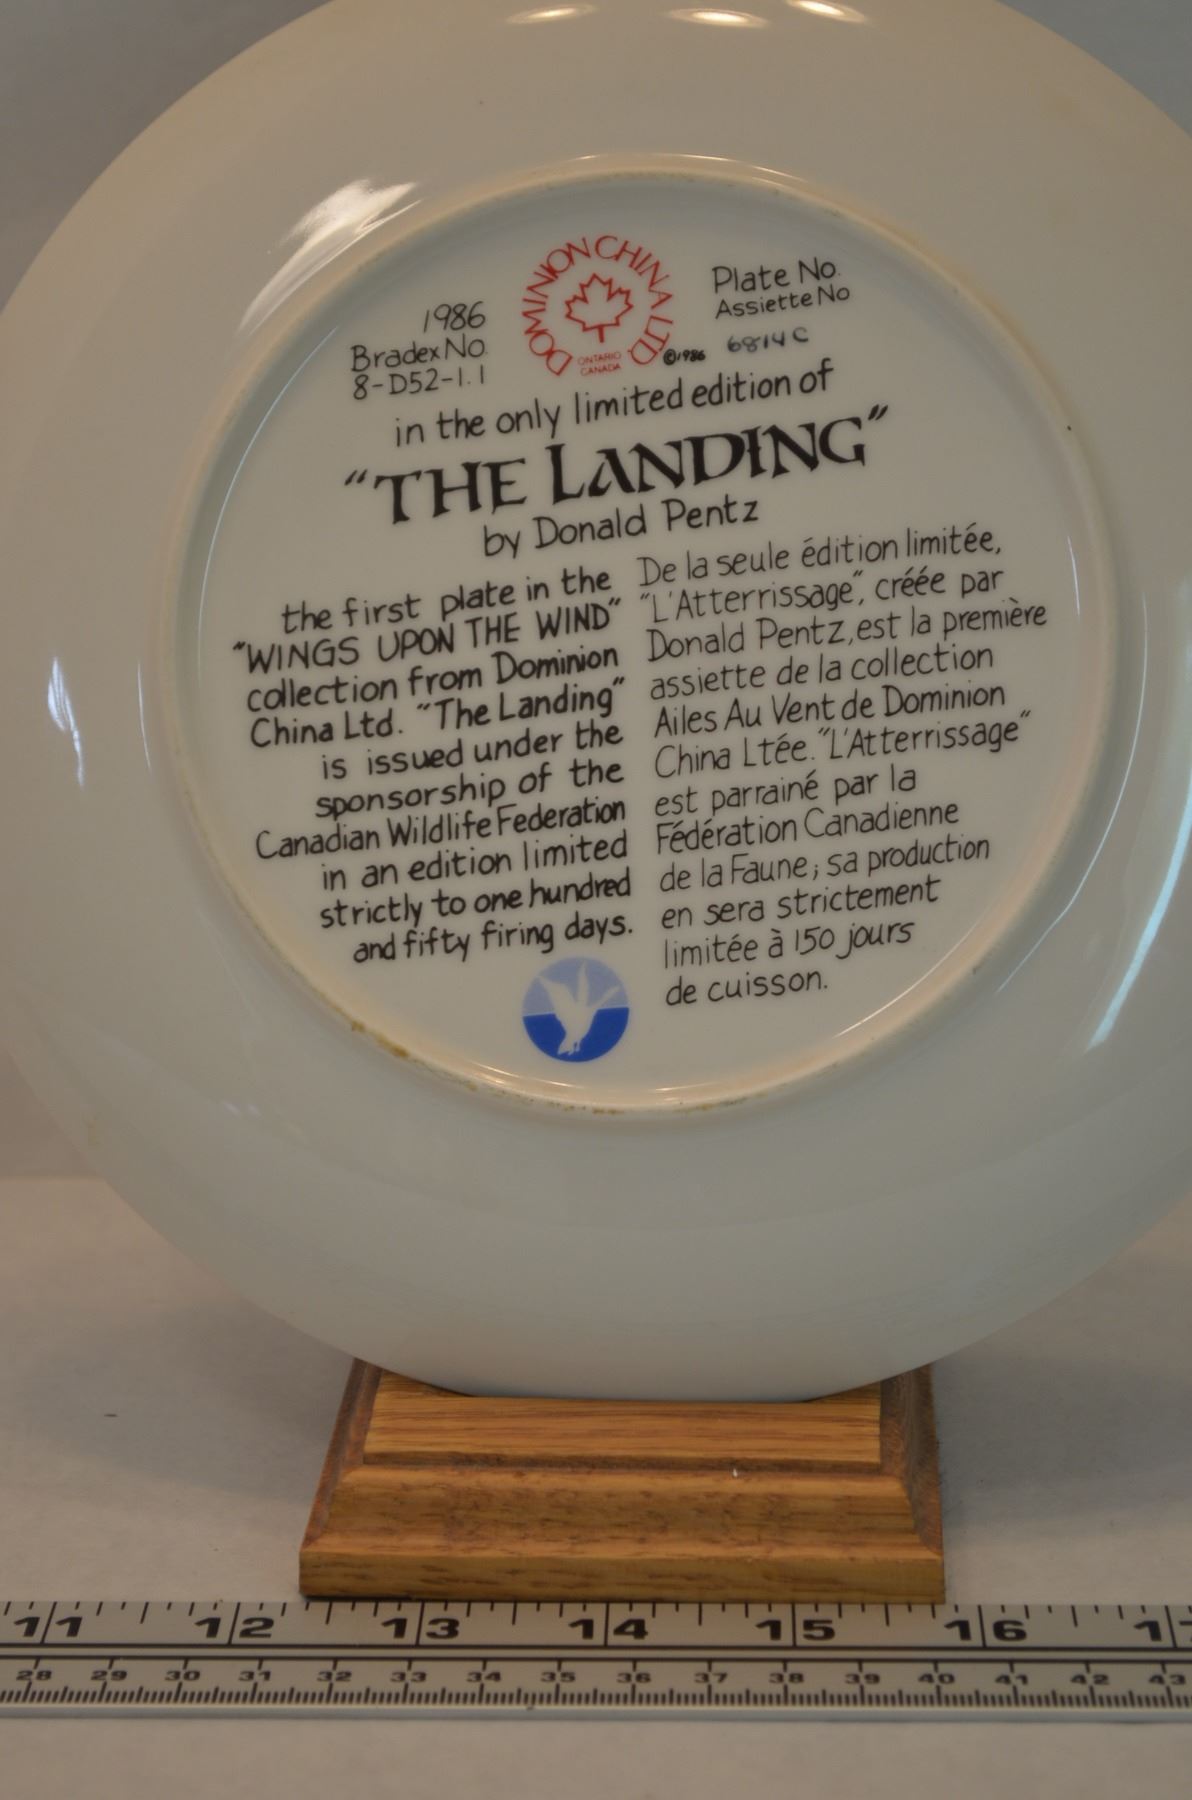 1986
Bradex No.
8-D52-1.1
DOMINION CHINA LTD
ONTARIO
CANADA
©1986
Plate No.
Assiette No
6814C
in the only limited edition of
"THE LANDING"
by Donald Pentz
the first plate in the
"WINGS UPON THE WIND"
collection from Dominion
China Ltd. "The Landing"
is issued under the
sponsorship of the
Canadian Wildlife Federation
in an edition limited
strictly to one hundred
and fifty firing days.
De la seule édition limitée,
"L'Atterrissage", créée par
Donald Pentz, est la première
assiette de la collection
Ailes Au Vent de Dominion
China Ltée. "L'Atterrissage"
est parrainé par la
Fédération Canadienne
de la Faune; sa production
en sera strictement
limitée à 150 jours
de cuisson.
11 12 13 14 15 16 1
28 29 30 31 32 33 34 35 36 37 38 39 40 41 42 43